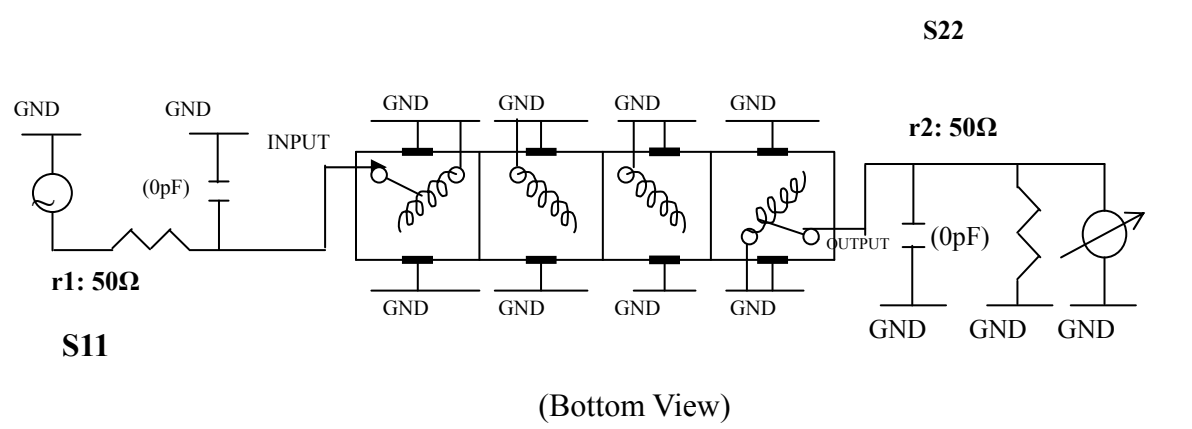 S22
GND
GND
GND
GND
GND
GND
r2: 50Ω
INPUT
(0pF)
OUTPUT
(0pF)
r1: 50Ω
GND
GND
GND
GND
GND
GND
GND
S11
(Bottom View)